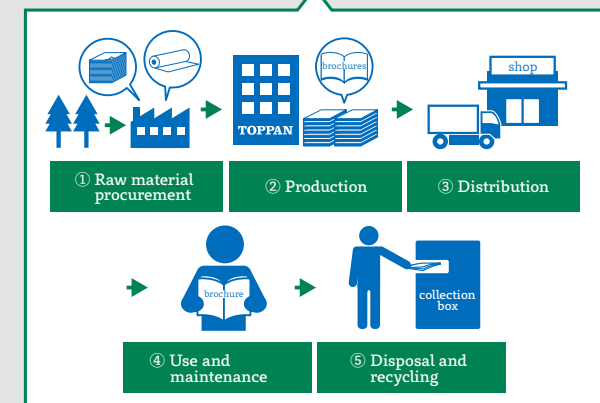 brochures
TOPPAN
shop
① Raw material
procurement
② Production
③ Distribution
brochure
collection
box
④ Use and
maintenance
⑤ Disposal and
recycling